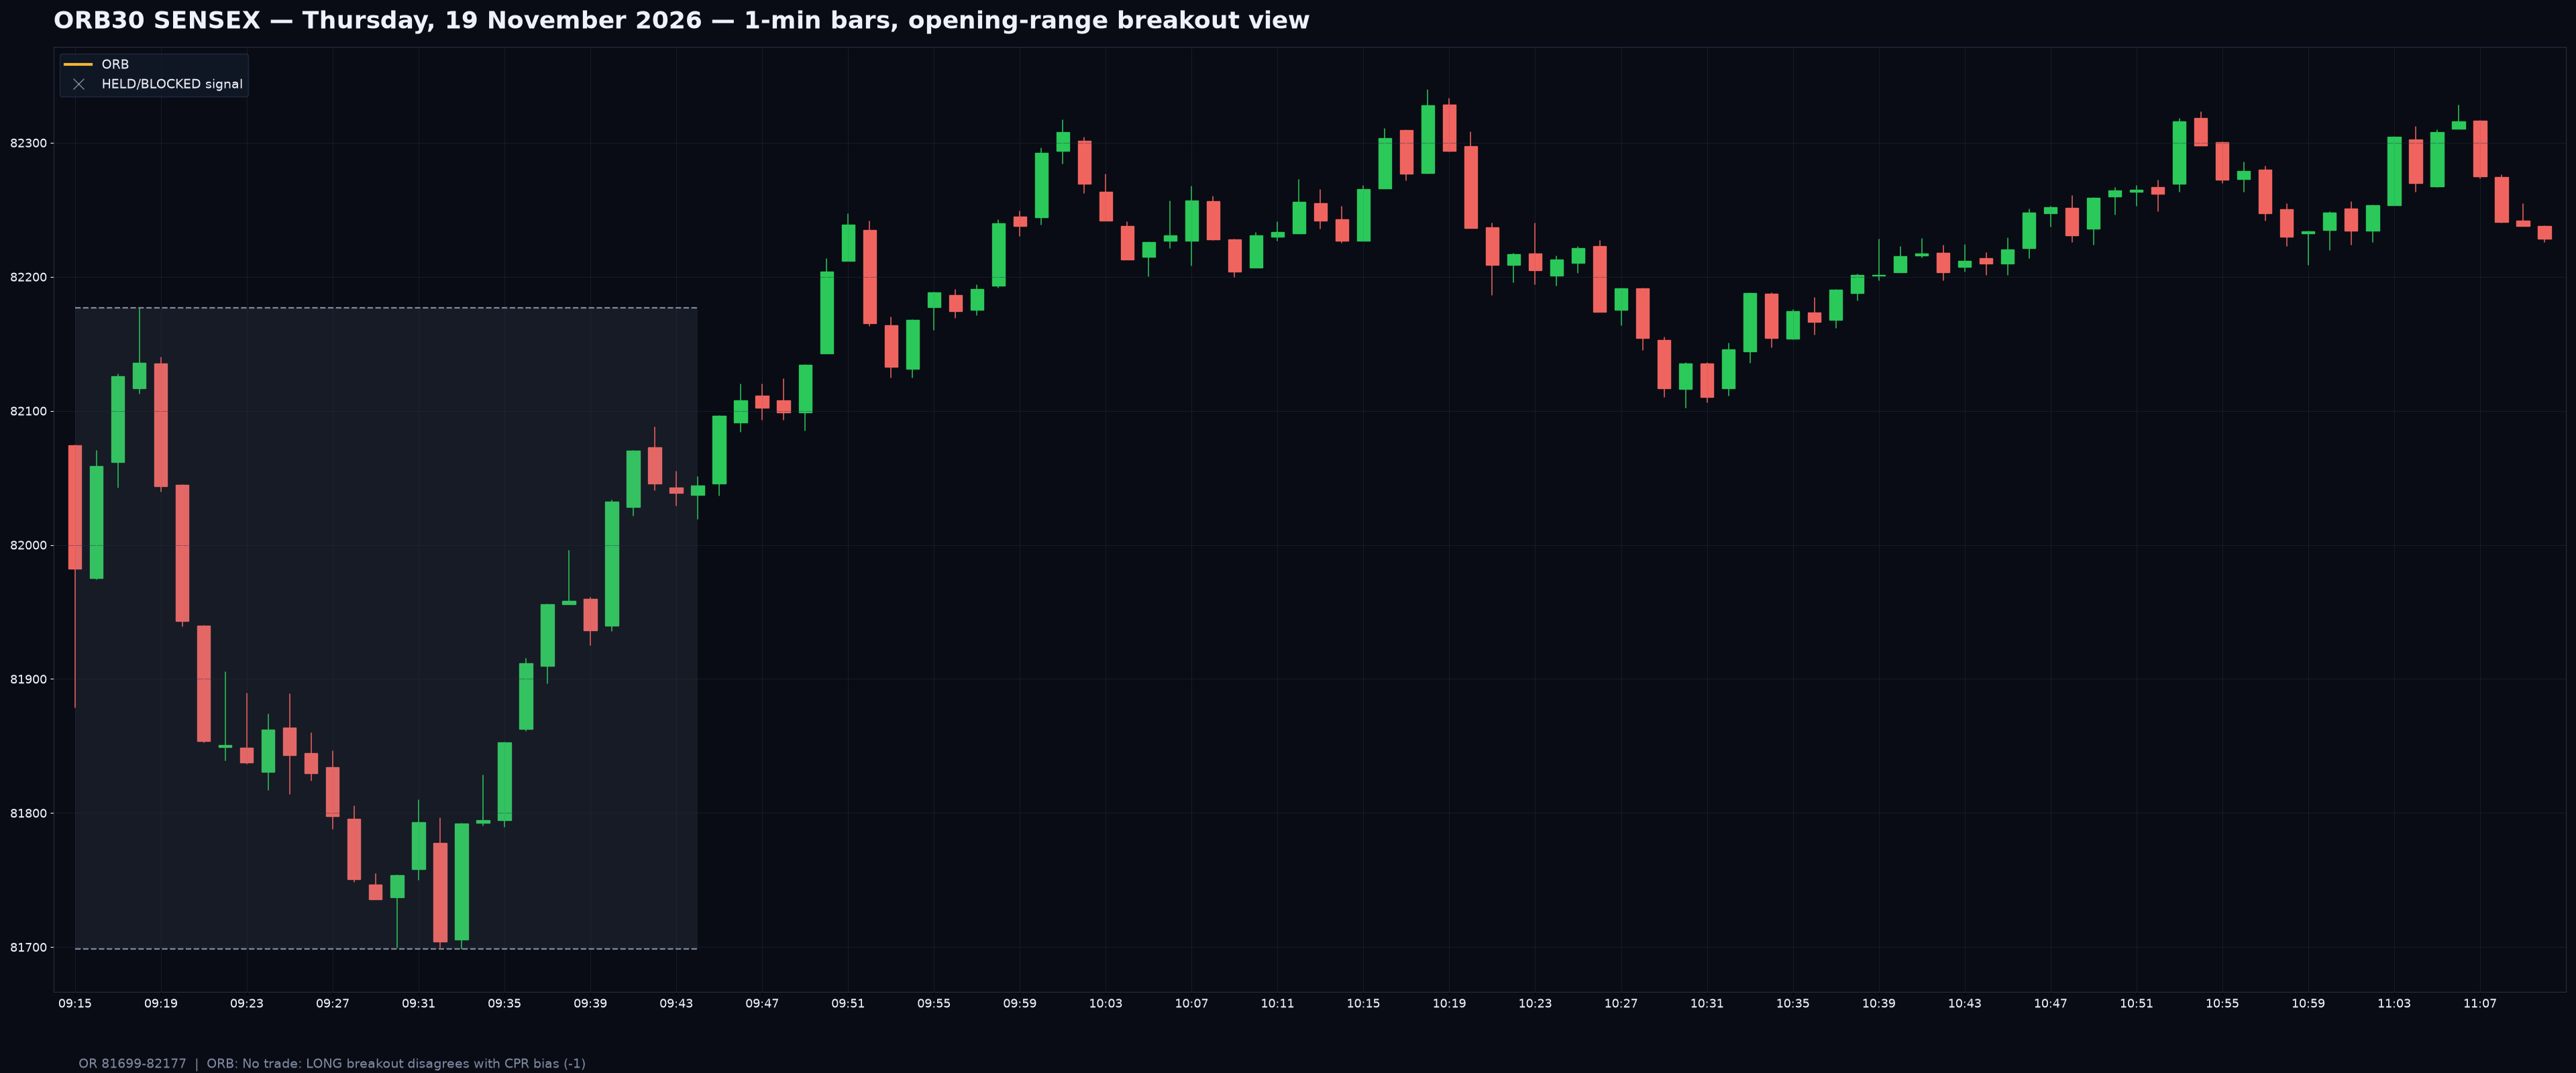 ORB30 SENSEX — Thursday, 19 November 2026 — 1-min bars, opening-range breakout view
ORB
HELD/BLOCKED signal
82300
82200
82100
82000
81900
81800
81700
09:15 09:19 09:23 09:27 09:31 09:35 09:39 09:43 09:47 09:51 09:55 09:59 10:03 10:07 10:11 10:15 10:19 10:23 10:27 10:31 10:35 10:39 10:43 10:47 10:51 10:55 10:59 11:03 11:07
OR 81699-82177 | ORB: No trade: LONG breakout disagrees with CPR bias (-1)